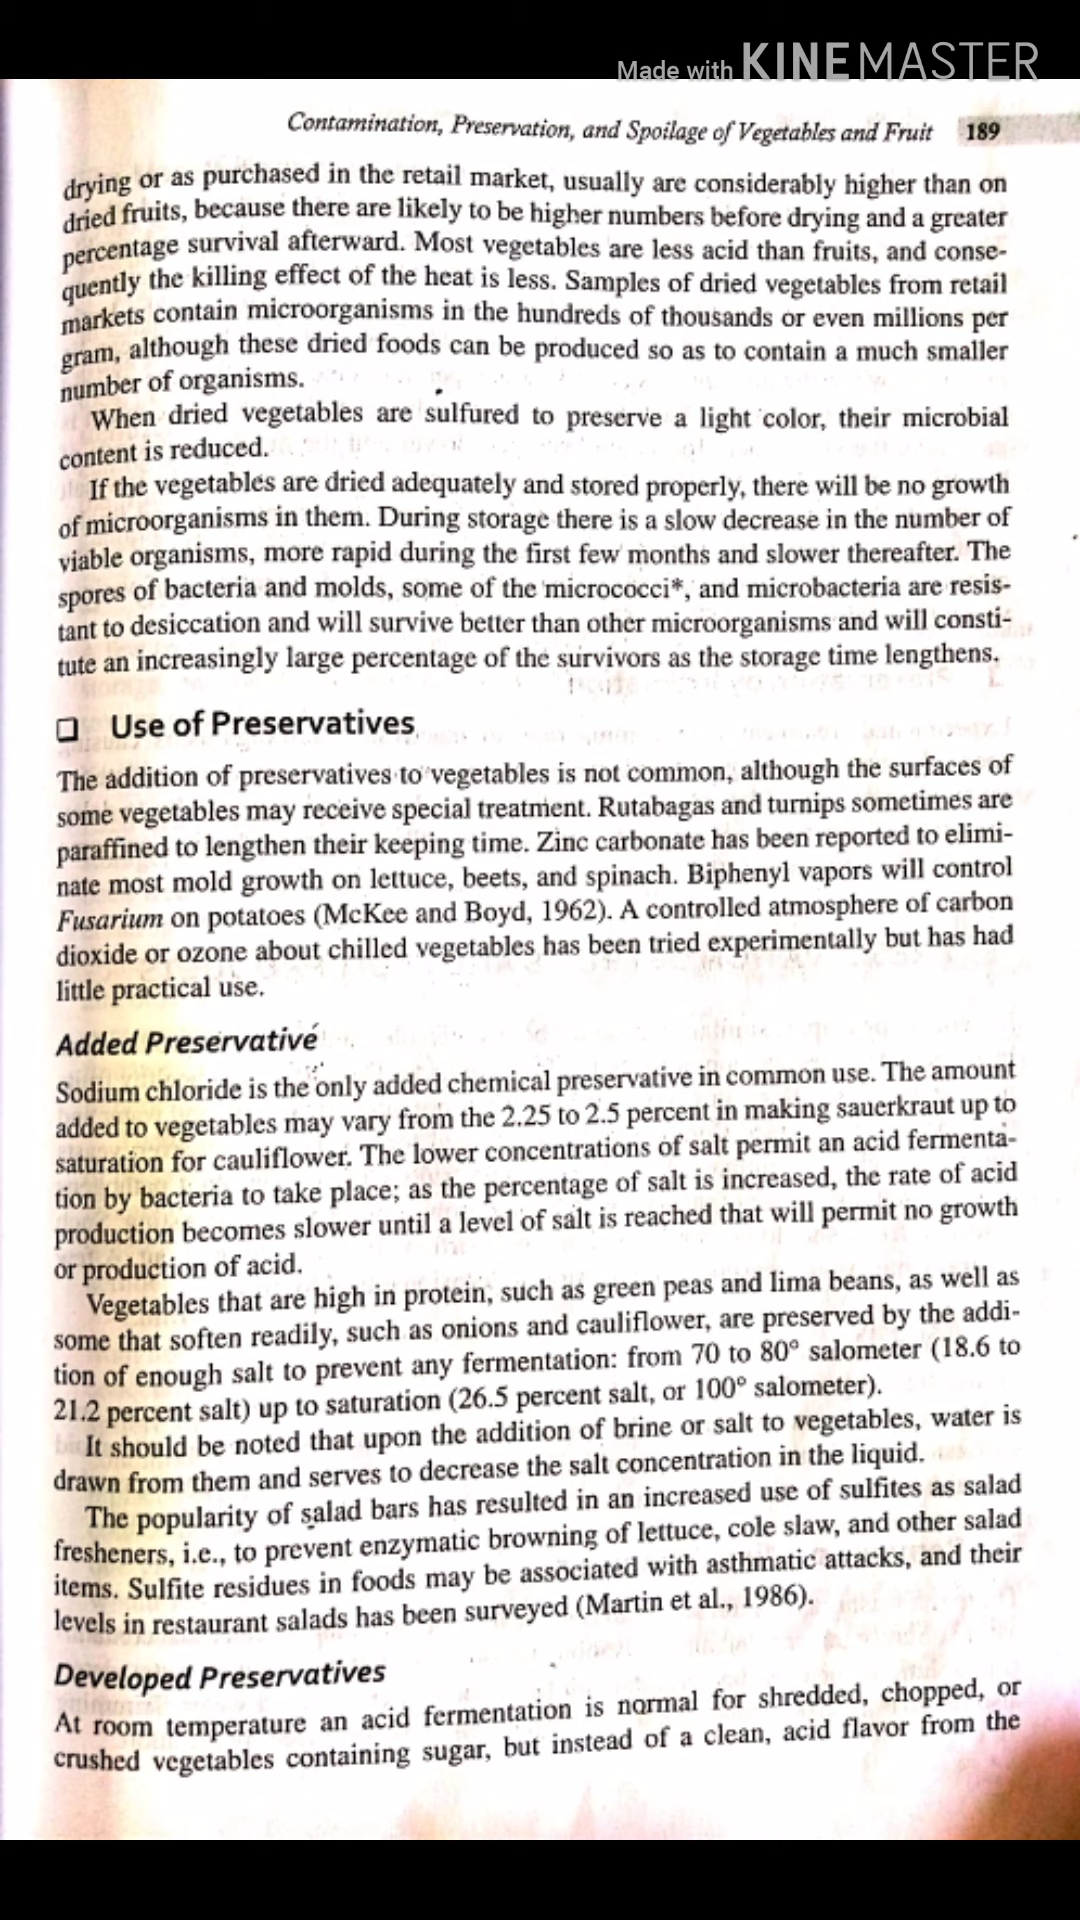 Made with KINEMASTER
Contamination, Preservation, and Spoilage of Vegetables and Fruit 189
drying or as purchased in the retail market, usually are considerably higher than on
dried fruits, because there are likely to be higher numbers before drying and a greater
percentage survival afterward. Most vegetables are less acid than fruits, and conse-
quently the killing effect of the heat is less. Samples of dried vegetables from retail
markets contain microorganisms in the hundreds of thousands or even millions per
gram, although these dried foods can be produced so as to contain a much smaller
number of organisms.
When dried vegetables are sulfured to preserve a light color, their microbial
content is reduced.
If the vegetables are dried adequately and stored properly, there will be no growth
of microorganisms in them. During storage there is a slow decrease in the number of
viable organisms, more rapid during the first few months and slower thereafter. The
spores of bacteria and molds, some of the micrococci*, and microbacteria are resis-
tant to desiccation and will survive better than other microorganisms and will consti-
tute an increasingly large percentage of the survivors as the storage time lengthens.
❑ Use of Preservatives
The addition of preservatives to vegetables is not common, although the surfaces of
some vegetables may receive special treatment. Rutabagas and turnips sometimes are
paraffined to lengthen their keeping time. Zinc carbonate has been reported to elimi-
nate most mold growth on lettuce, beets, and spinach. Biphenyl vapors will control
Fusarium on potatoes (McKee and Boyd, 1962). A controlled atmosphere of carbon
dioxide or ozone about chilled vegetables has been tried experimentally but has had
little practical use.
Added Preservative
Sodium chloride is the only added chemical preservative in common use. The amount
added to vegetables may vary from the 2.25 to 2.5 percent in making sauerkraut up to
saturation for cauliflower. The lower concentrations of salt permit an acid fermenta-
tion by bacteria to take place; as the percentage of salt is increased, the rate of acid
production becomes slower until a level of salt is reached that will permit no growth
or production of acid.
Vegetables that are high in protein, such as green peas and lima beans, as well as
some that soften readily, such as onions and cauliflower, are preserved by the addi-
tion of enough salt to prevent any fermentation: from 70 to 80° salometer (18.6 to
21.2 percent salt) up to saturation (26.5 percent salt, or 100° salometer).
It should be noted that upon the addition of brine or salt to vegetables, water is
drawn from them and serves to decrease the salt concentration in the liquid.
The popularity of salad bars has resulted in an increased use of sulfites as salad
fresheners, i.e., to prevent enzymatic browning of lettuce, cole slaw, and other salad
items. Sulfite residues in foods may be associated with asthmatic attacks, and their
levels in restaurant salads has been surveyed (Martin et al., 1986).
Developed Preservatives
At room temperature an acid fermentation is normal for shredded, chopped, or
crushed vegetables containing sugar, but instead of a clean, acid flavor from the